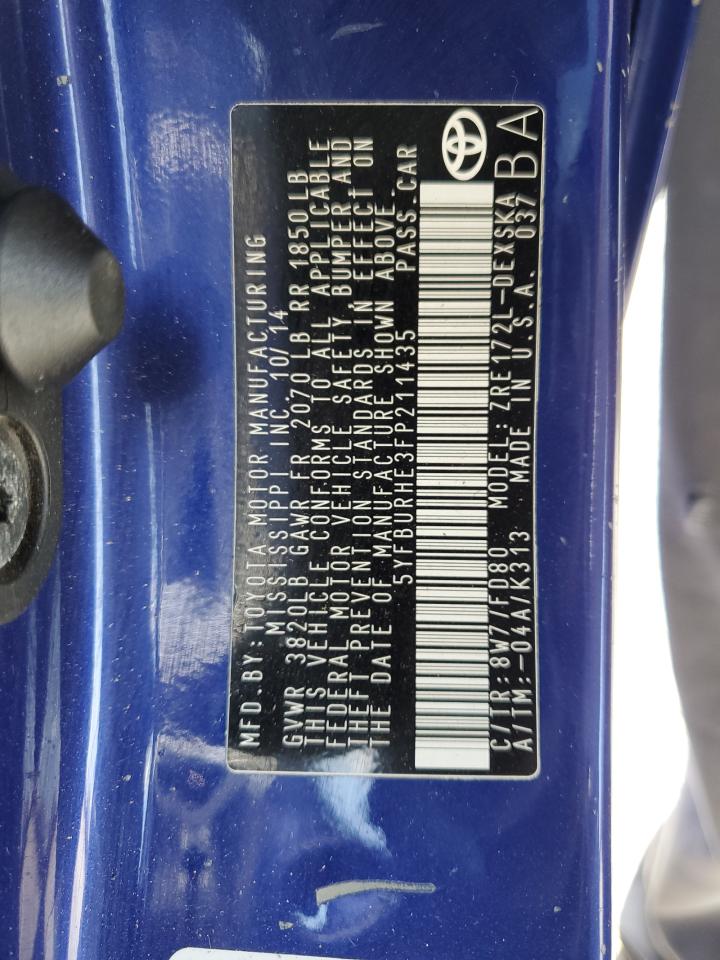 MFD.BY:TOYOTA MOTOR MANUFACTURING
MISSISSIPPI INC.10/14
GVWR 3820LB GAWR FR 2070 LB RR 1850 LB
THIS VEHICLE CONFORMS TO ALL APPLICABLE
FEDERAL MOTOR VEHICLE SAFETY, BUMPER AND
THEFT PREVENTION STANDARDS IN EFFECT ON
THE DATE OF MANUFACTURE SHOWN ABOVE.
5YFBURHE3FP211435 PASS.CAR
C/TR:8W7/FD80 MODEL:ZRE172L-DEXSKA
A/TM:-04A/K313 MADE IN U.S.A. 037 BA